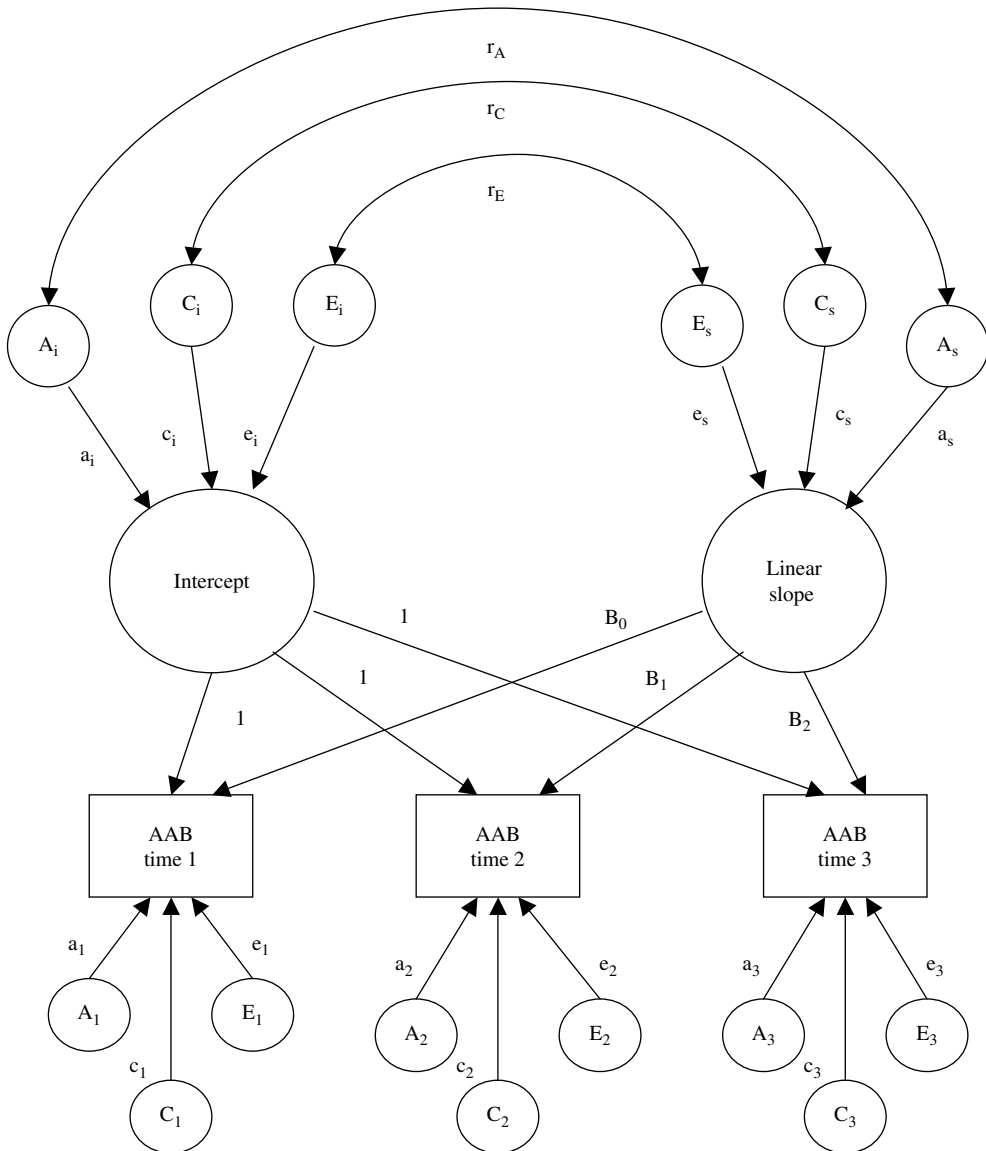 r_A
r_C
r_E
C_i
E_i
E_s
C_s
A_i
A_s
a_i
c_i
e_i
e_s
c_s
a_s
Intercept
Linear
slope
1
B_0
1
B_1
1
B_2
AAB
time 1
AAB
time 2
AAB
time 3
a_1
e_1
a_2
e_2
a_3
e_3
A_1
E_1
A_2
E_2
A_3
E_3
c_1
c_2
c_3
C_1
C_2
C_3